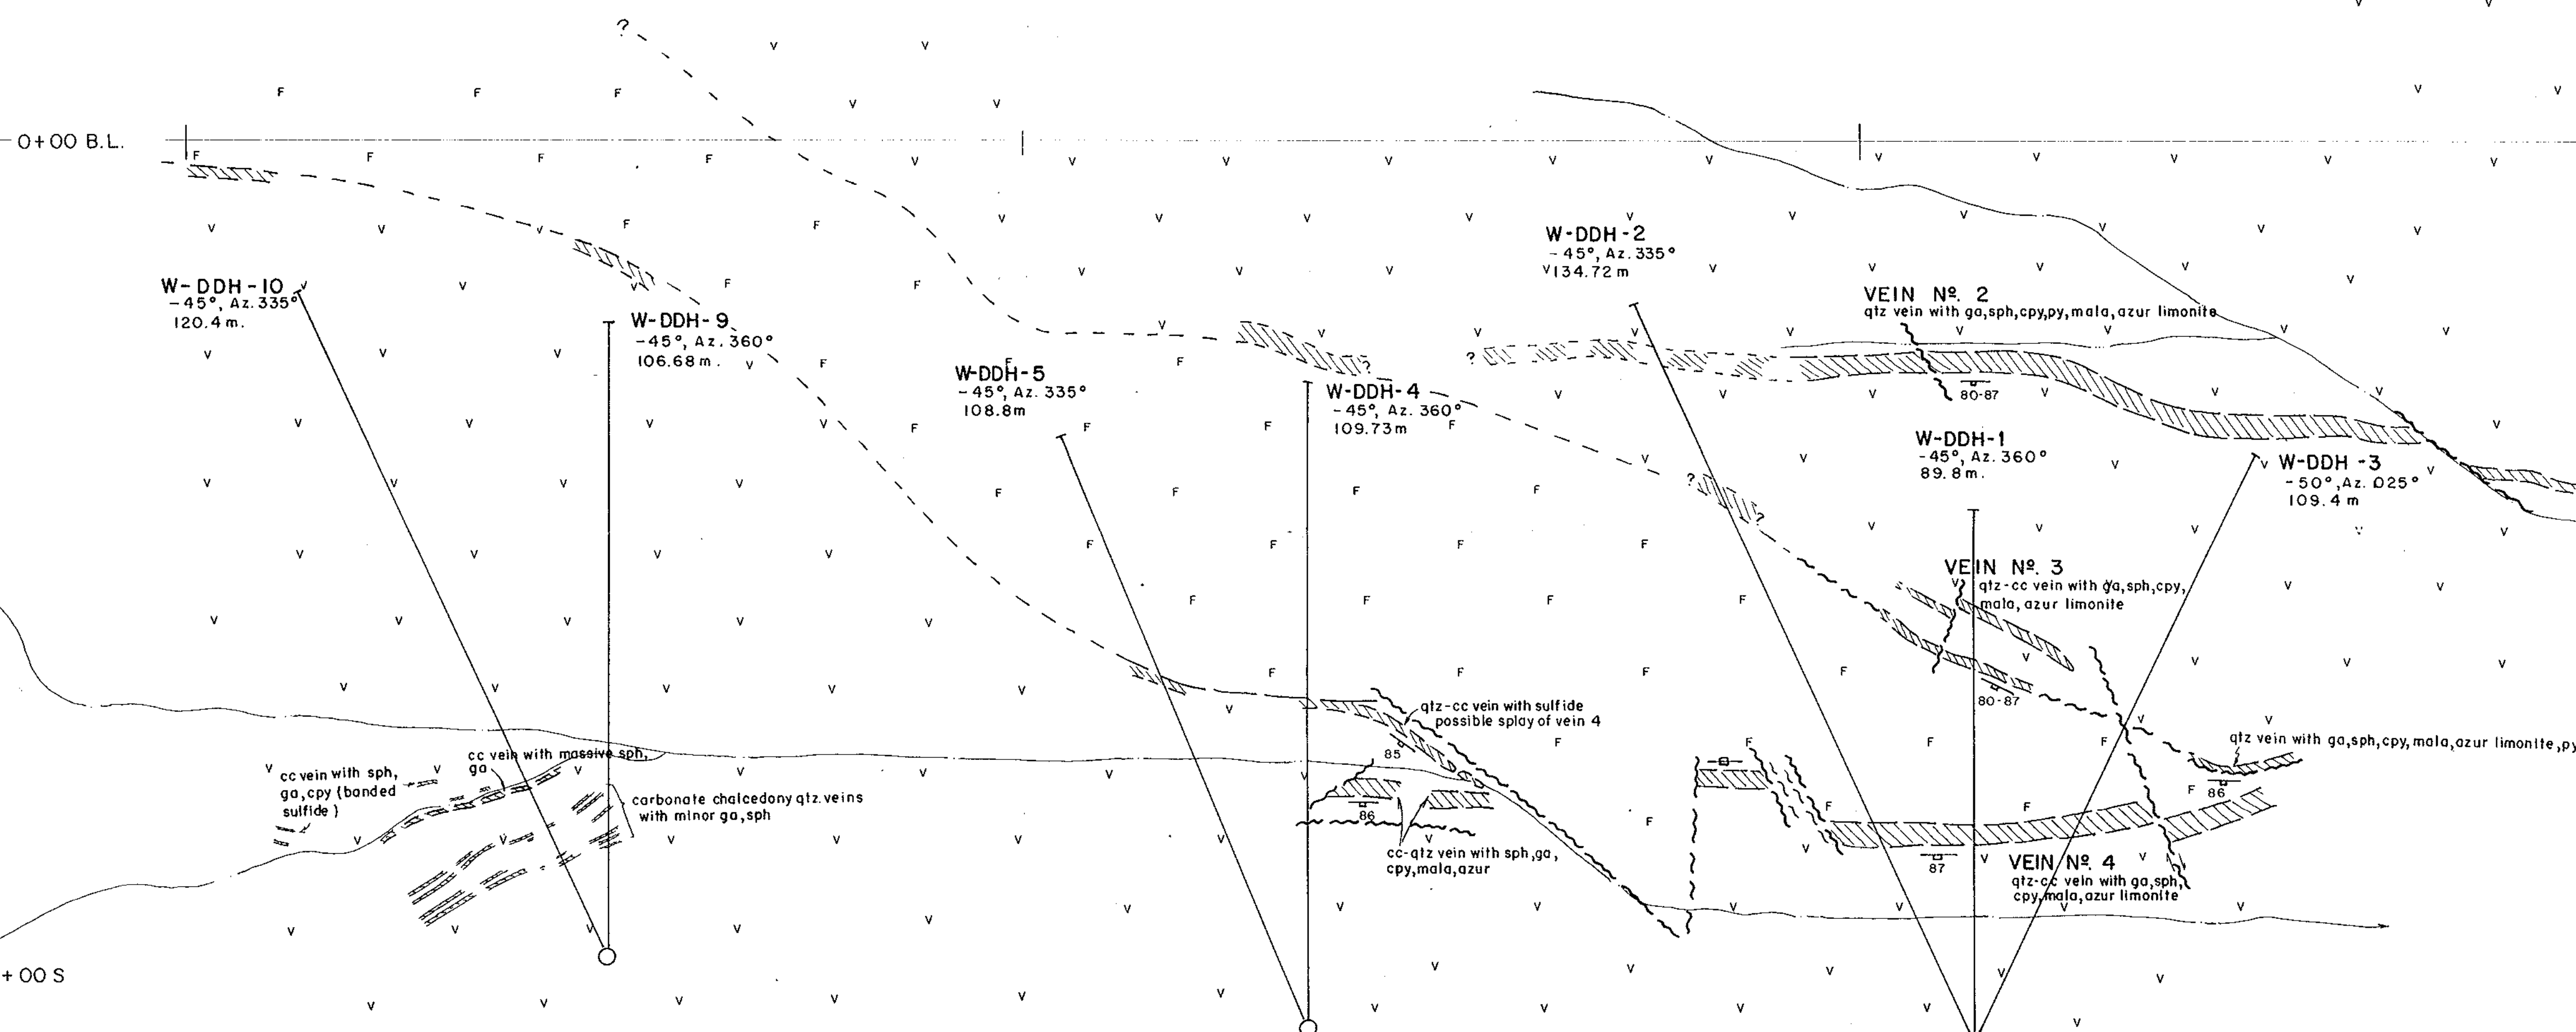 ?
0+00 B.L.
W-DDH-2
-45°, Az.335°
134.72 m
W-DDH-10
-45°, Az.335°
120.4 m.
VEIN Nº. 2
qtz vein with ga,sph,cpy,py,mala,azur limonite
80-87
W-DDH-9
-45°, Az.360°
106.68 m.
W-DDH-5
-45°, Az.335°
108.8m
?
?
W-DDH-4
-45°, Az.360°
109.73m
W-DDH-1
-45°, Az.360°
89.8 m.
W-DDH-3
-50°, Az.025°
109.4 m
?
?
VEIN Nº. 3
qtz-cc vein with ga,sph,cpy,
mala, azur limonite
80-87
qtz-cc vein with sulfide
possible splay of vein 4
85
qtz vein with ga,sph,cpy,mala,azur limonite,py
86
cc vein with massive sph,
ga
cc vein with sph,
ga,cpy (banded
sulfide)
carbonate chalcedony qtz.veins
with minor ga,sph
86
cc-qtz vein with sph,ga,
cpy,mala,azur
87
VEIN Nº. 4
qtz-cc vein with ga,sph,
cpy,mala,azur limonite
+00 S